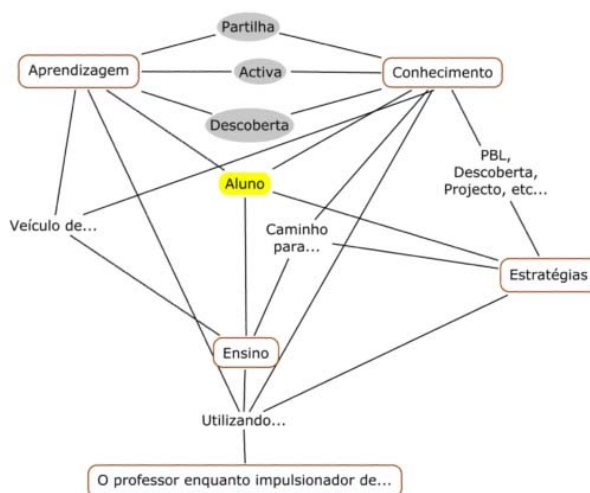 Partilha
Aprendizagem
Activa
Conhecimento
Descoberta
PBL,
Descoberta,
Projecto, etc...
Aluno
Veículo de...
Caminho
para...
Estratégias
Ensino
Utilizando...
O professor enquanto impulsionador de...